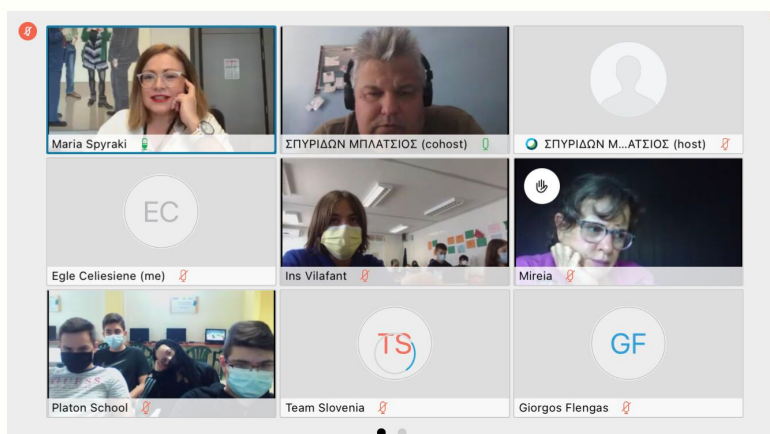 Maria Spyraki
ΣΠΥΡΙΔΩΝ ΜΠΛΑΤΣΙΟΣ (cohost)
ΣΠΥΡΙΔΩΝ Μ...ΑΤΣΙΟΣ (host)
EC
Egle Celiesiene (me)
Ins Vilafant
Mireia
GUESS
Platon School
TS
Team Slovenia
GF
Giorgos Flengas